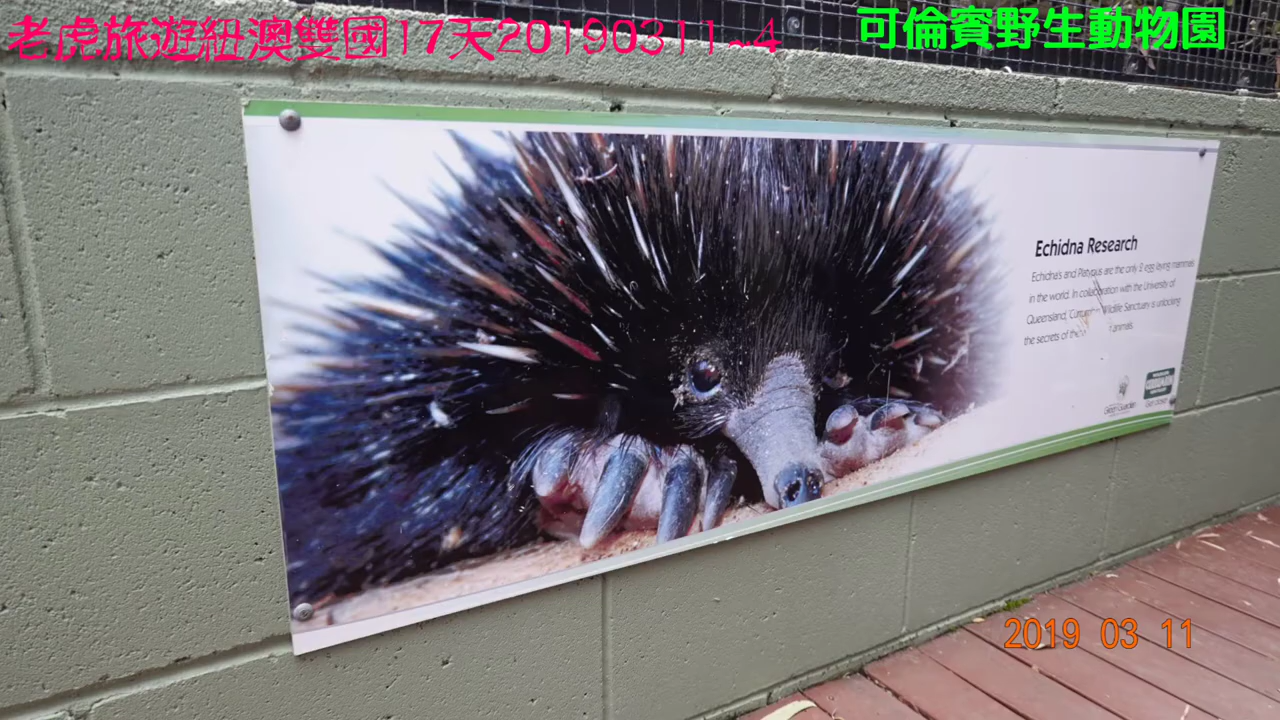 老虎旅遊紐澳雙國17天20190311~4
可倫賓野生動物園
Echidna Research
Echidna's and Platypus are the only 2 egg laying mammals
in the world. In collaboration with the University of
Queensland, Wildlife Sanctuary is unlocking
the secrets of animals
2019 03 11